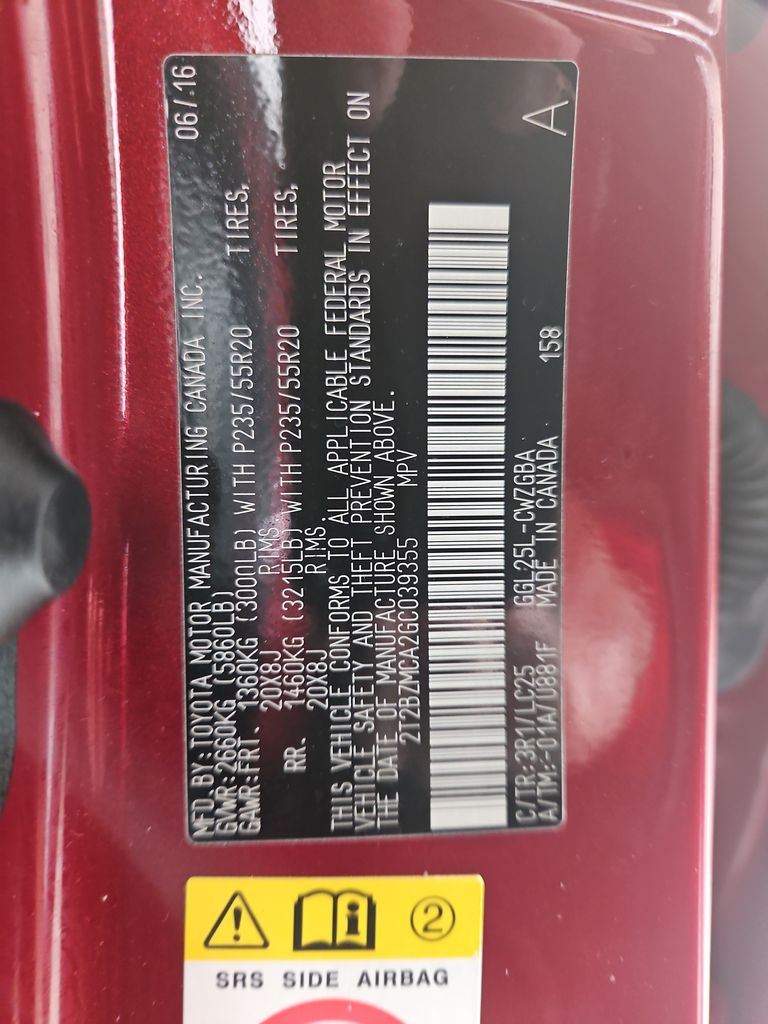 MFD.BY:TOYOTA MOTOR MANUFACTURING CANADA INC. 06/16
GVWR:2660KG (5860LB)
GAWR:FRT. 1360KG (3000LB) WITH P235/55R20 TIRES,
20X8J RIMS
RR. 1460KG (3215LB) WITH P235/55R20 TIRES,
20X8J RIMS
THIS VEHICLE CONFORMS TO ALL APPLICABLE FEDERAL MOTOR
VEHICLE SAFETY AND THEFT PREVENTION STANDARDS IN EFFECT ON
THE DATE OF MANUFACTURE SHOWN ABOVE.
2T2BZMCA2GC039355 MPV
C/TR:3R1/LC25 GGL25L-CWZGBA 158 A
A/TM:-01A/U881F MADE IN CANADA
2
SRS SIDE AIRBAG